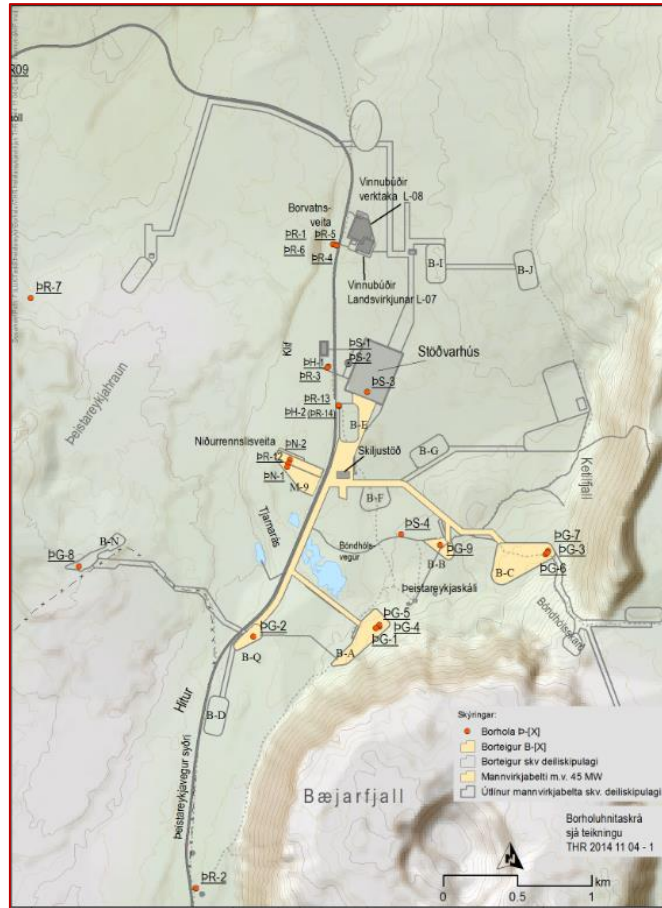 R09
öll
Vinnubúðir
verktaka L-08
Borvatns-
veita
ÞR-1 ÞR-5
ÞR-6 ÞR-4
Vinnubúðir
Landsvirkjunar L-07
B-I
B-J
ÞR-7
Þeistareykjahraun
Klif
ÞS-1
ÞS-2
Stöðvarhús
ÞH-1
ÞR-3
ÞS-3
ÞR-13
ÞH-2 (ÞR-14)
B-E
Niðurrennslisveita
ÞN-2
ÞR-12
ÞN-1
M-9
Skiljustöð
B-G
B-F
Ketilfjall
Tjarnarás
Bóndhóls-
vegur
ÞS-4
ÞG-9
B-B
ÞG-7
ÞG-3
ÞG-6
B-C
Þeistareykjaskáli
Bóndhólsskarð
B-N
ÞG-8
ÞG-5
ÞG-4
ÞG-1
B-A
ÞG-2
B-Q
B-D
Hitur
Þeistareykjavegur syðri
Bæjarfjall
ÞR-2
Skýringar:
Borhola Þ-[X]
Borteigur B-[X]
Borteigur skv deiliskipulagi
Mannvirkjabelti m.v. 45 MW
Útlínur mannvirkjabelta skv. deiliskipulagi
Borholuhnitaskrá
sjá teikningu
THR 2014 11 04 - 1
N
km
0 0.5 1